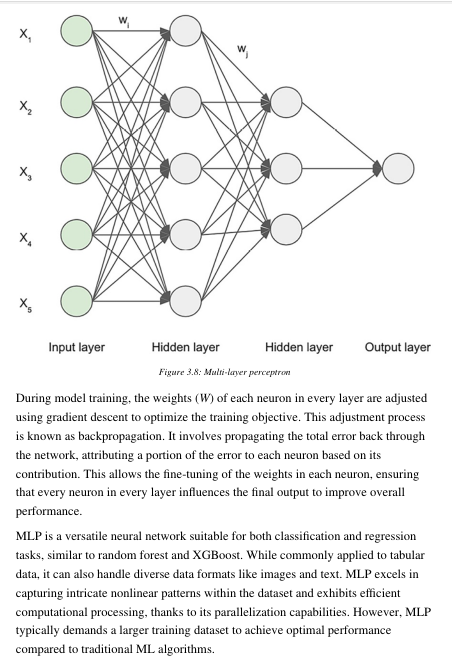 X1
wi
wj
X2
X3
X4
X5
Input layer Hidden layer Hidden layer Output layer
Figure 3.8: Multi-layer perceptron
During model training, the weights (W) of each neuron in every layer are adjusted
using gradient descent to optimize the training objective. This adjustment process
is known as backpropagation. It involves propagating the total error back through
the network, attributing a portion of the error to each neuron based on its
contribution. This allows the fine-tuning of the weights in each neuron, ensuring
that every neuron in every layer influences the final output to improve overall
performance.
MLP is a versatile neural network suitable for both classification and regression
tasks, similar to random forest and XGBoost. While commonly applied to tabular
data, it can also handle diverse data formats like images and text. MLP excels in
capturing intricate nonlinear patterns within the dataset and exhibits efficient
computational processing, thanks to its parallelization capabilities. However, MLP
typically demands a larger training dataset to achieve optimal performance
compared to traditional ML algorithms.